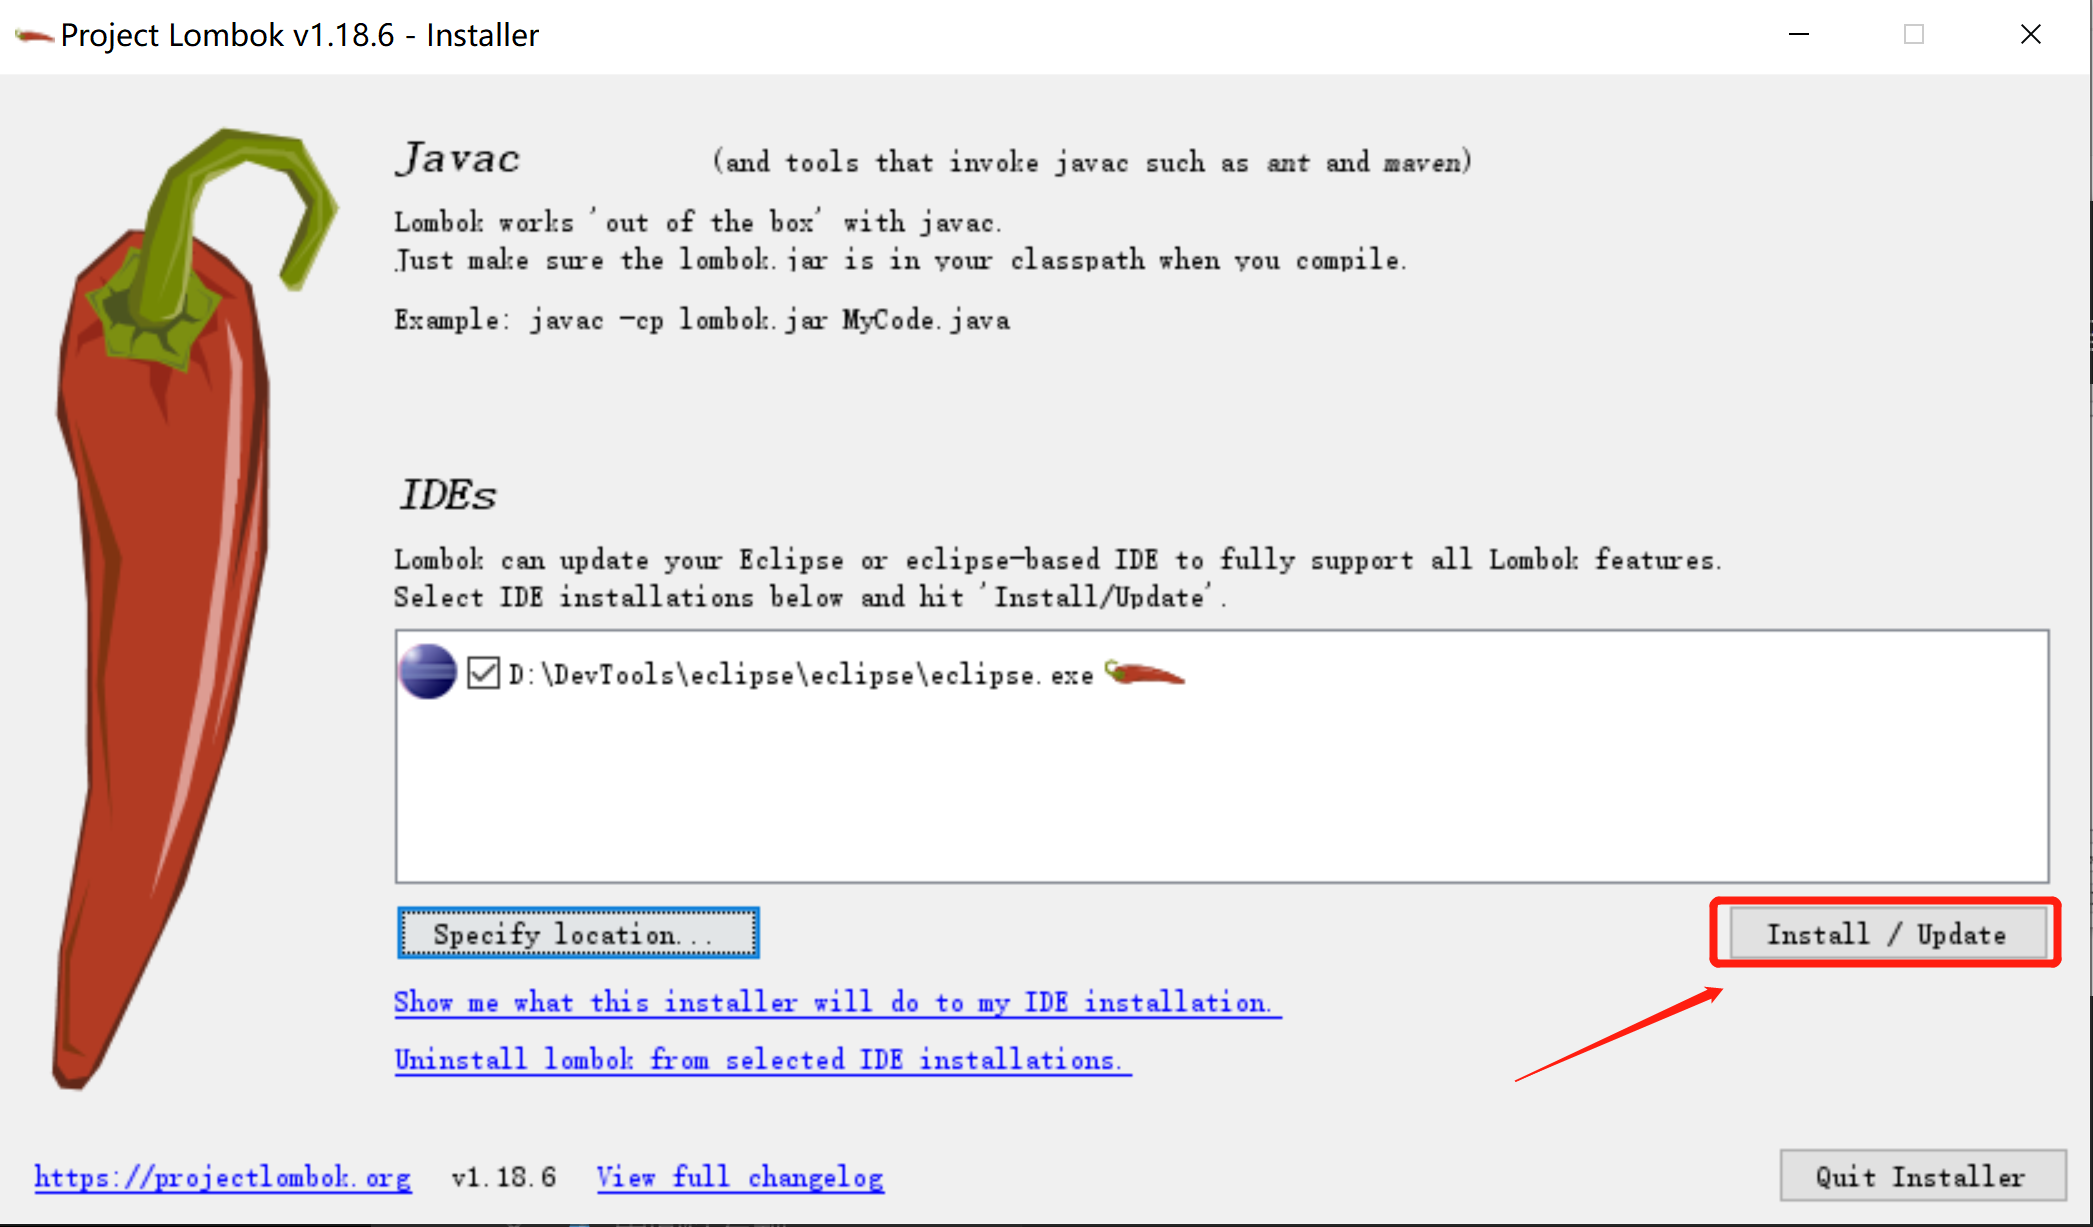 Project Lombok v1.18.6 - Installer
Javac (and tools that invoke javac such as ant and maven)
Lombok works 'out of the box' with javac.
Just make sure the lombok.jar is in your classpath when you compile.
Example: javac -cp lombok.jar MyCode.java
IDEs
Lombok can update your Eclipse or eclipse-based IDE to fully support all Lombok features.
Select IDE installations below and hit 'Install/Update'.
D:\DevTools\eclipse\eclipse\eclipse.exe
Specify location... Install / Update
Show me what this installer will do to my IDE installation.
Uninstall lombok from selected IDE installations.
https://projectlombok.org v1.18.6 View full changelog Quit Installer